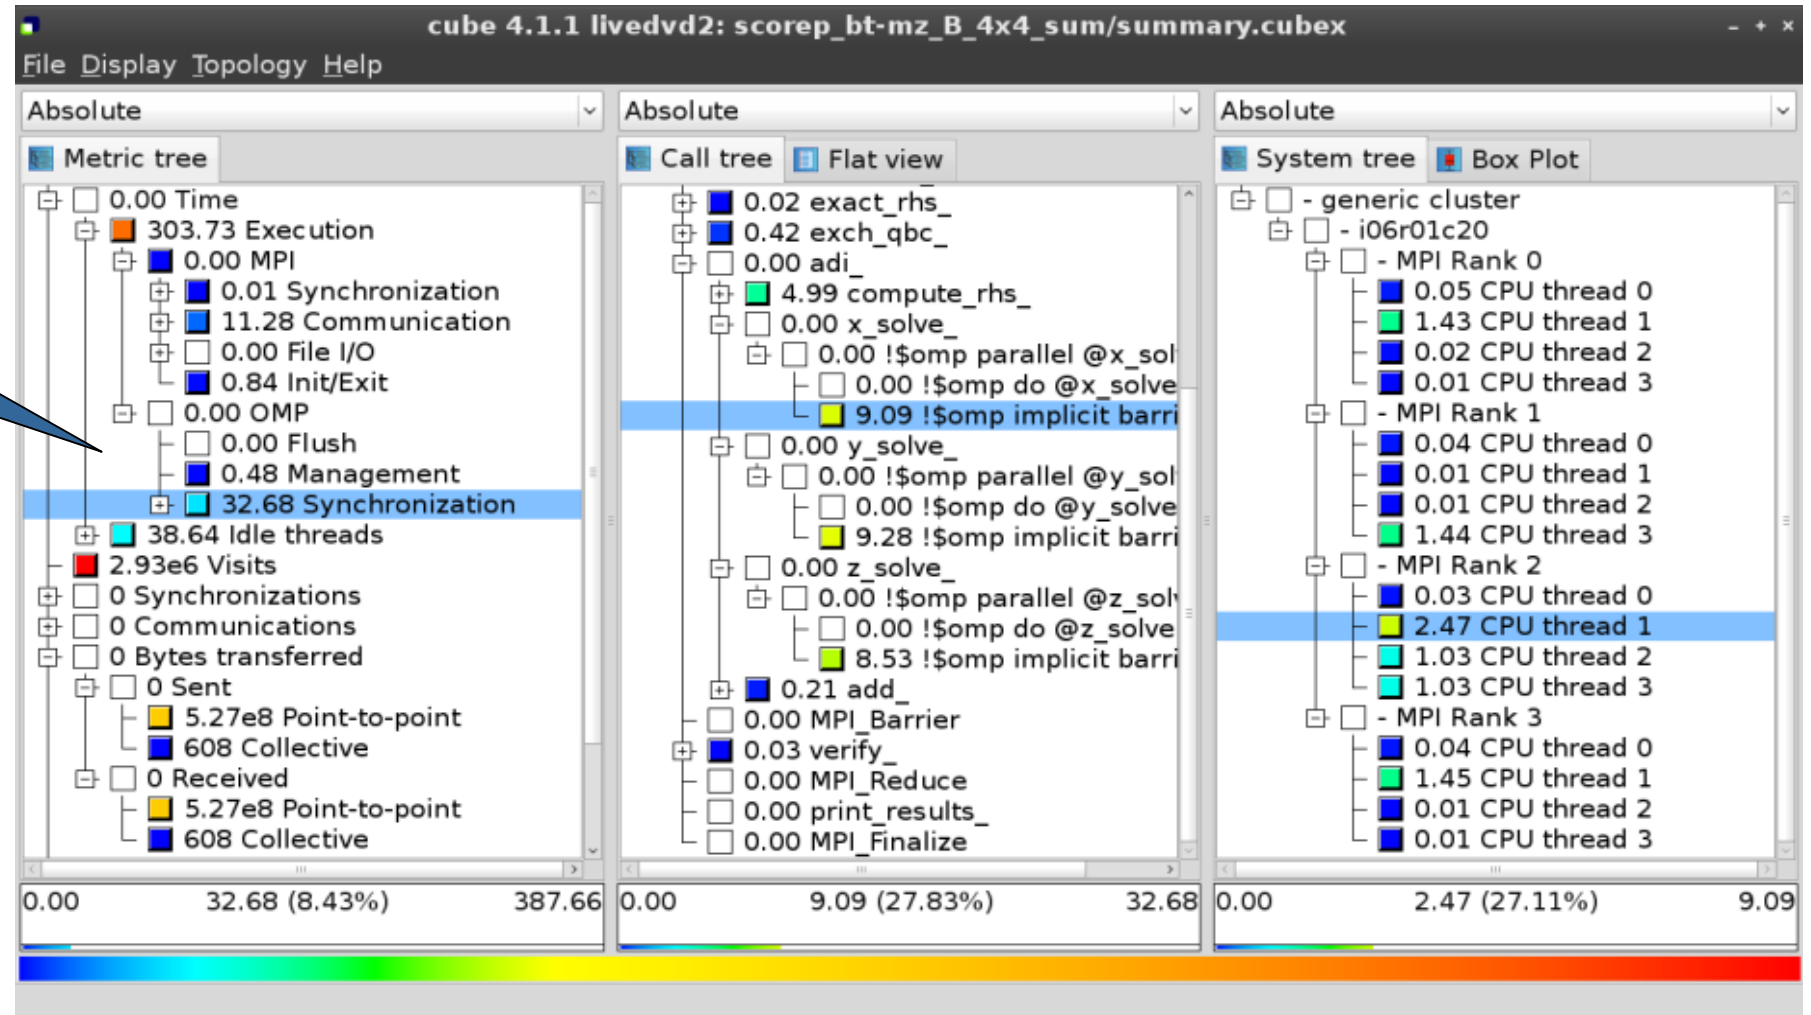 cube 4.1.1 livedvd2: scorep_bt-mz_B_4x4_sum/summary.cubex
File Display Topology Help
Absolute
Metric tree
0.00 Time
303.73 Execution
0.00 MPI
0.01 Synchronization
11.28 Communication
0.00 File I/O
0.84 Init/Exit
0.00 OMP
0.00 Flush
0.48 Management
32.68 Synchronization
38.64 Idle threads
2.93e6 Visits
0 Synchronizations
0 Communications
0 Bytes transferred
0 Sent
5.27e8 Point-to-point
608 Collective
0 Received
5.27e8 Point-to-point
608 Collective
0.00 32.68 (8.43%) 387.66
Absolute
Call tree Flat view
0.02 exact_rhs_
0.42 exch_qbc_
0.00 adi_
4.99 compute_rhs_
0.00 x_solve_
0.00 !$omp parallel @x_sol
0.00 !$omp do @x_solve
9.09 !$omp implicit barri
0.00 y_solve_
0.00 !$omp parallel @y_sol
0.00 !$omp do @y_solve
9.28 !$omp implicit barri
0.00 z_solve_
0.00 !$omp parallel @z_sol
0.00 !$omp do @z_solve
8.53 !$omp implicit barri
0.21 add_
0.00 MPI_Barrier
0.03 verify_
0.00 MPI_Reduce
0.00 print_results_
0.00 MPI_Finalize
0.00 9.09 (27.83%) 32.68
Absolute
System tree Box Plot
- generic cluster
- i06r01c20
- MPI Rank 0
0.05 CPU thread 0
1.43 CPU thread 1
0.02 CPU thread 2
0.01 CPU thread 3
- MPI Rank 1
0.04 CPU thread 0
0.01 CPU thread 1
0.01 CPU thread 2
1.44 CPU thread 3
- MPI Rank 2
0.03 CPU thread 0
2.47 CPU thread 1
1.03 CPU thread 2
1.03 CPU thread 3
- MPI Rank 3
0.04 CPU thread 0
1.45 CPU thread 1
0.01 CPU thread 2
0.01 CPU thread 3
0.00 2.47 (27.11%) 9.09